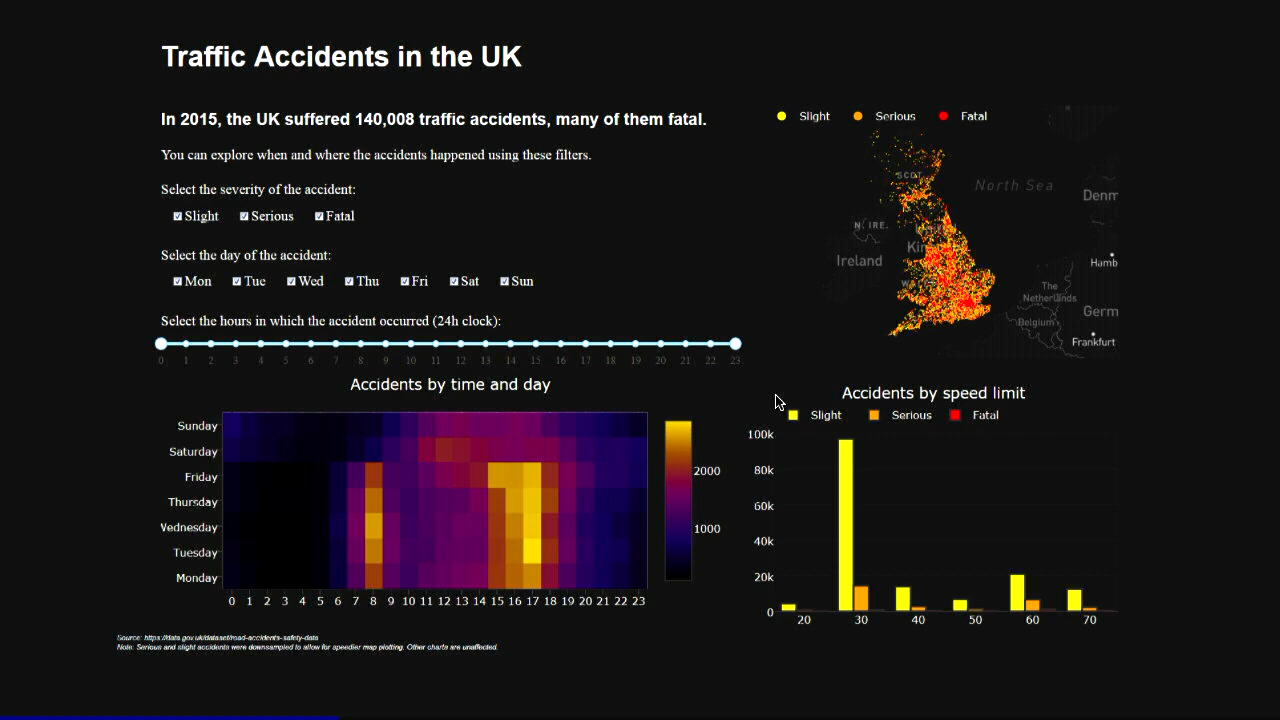 Traffic Accidents in the UK
In 2015, the UK suffered 140,008 traffic accidents, many of them fatal.
You can explore when and where the accidents happened using these filters.
Select the severity of the accident:
Slight Serious Fatal
Select the day of the accident:
Mon Tue Wed Thu Fri Sat Sun
Select the hours in which the accident occurred (24h clock):
0 1 2 3 4 5 6 7 8 9 10 11 12 13 14 15 16 17 18 19 20 21 22 23
Slight Serious Fatal
North Sea
Denm
N. IRE.
Ireland
Hamb
The
Netherlands
Germ
Belgium
Frankfurt
Accidents by time and day
Sunday
Saturday
Friday
Thursday
Wednesday
Tuesday
Monday
0 1 2 3 4 5 6 7 8 9 10 11 12 13 14 15 16 17 18 19 20 21 22 23
2000
1000
Accidents by speed limit
Slight Serious Fatal
100k
80k
60k
40k
20k
0
20 30 40 50 60 70
Source: https://data.gov.uk/dataset/road-accidents-safety-data
Note: Serious and slight accidents were downsampled to allow for speedier map plotting. Other charts are unaffected.